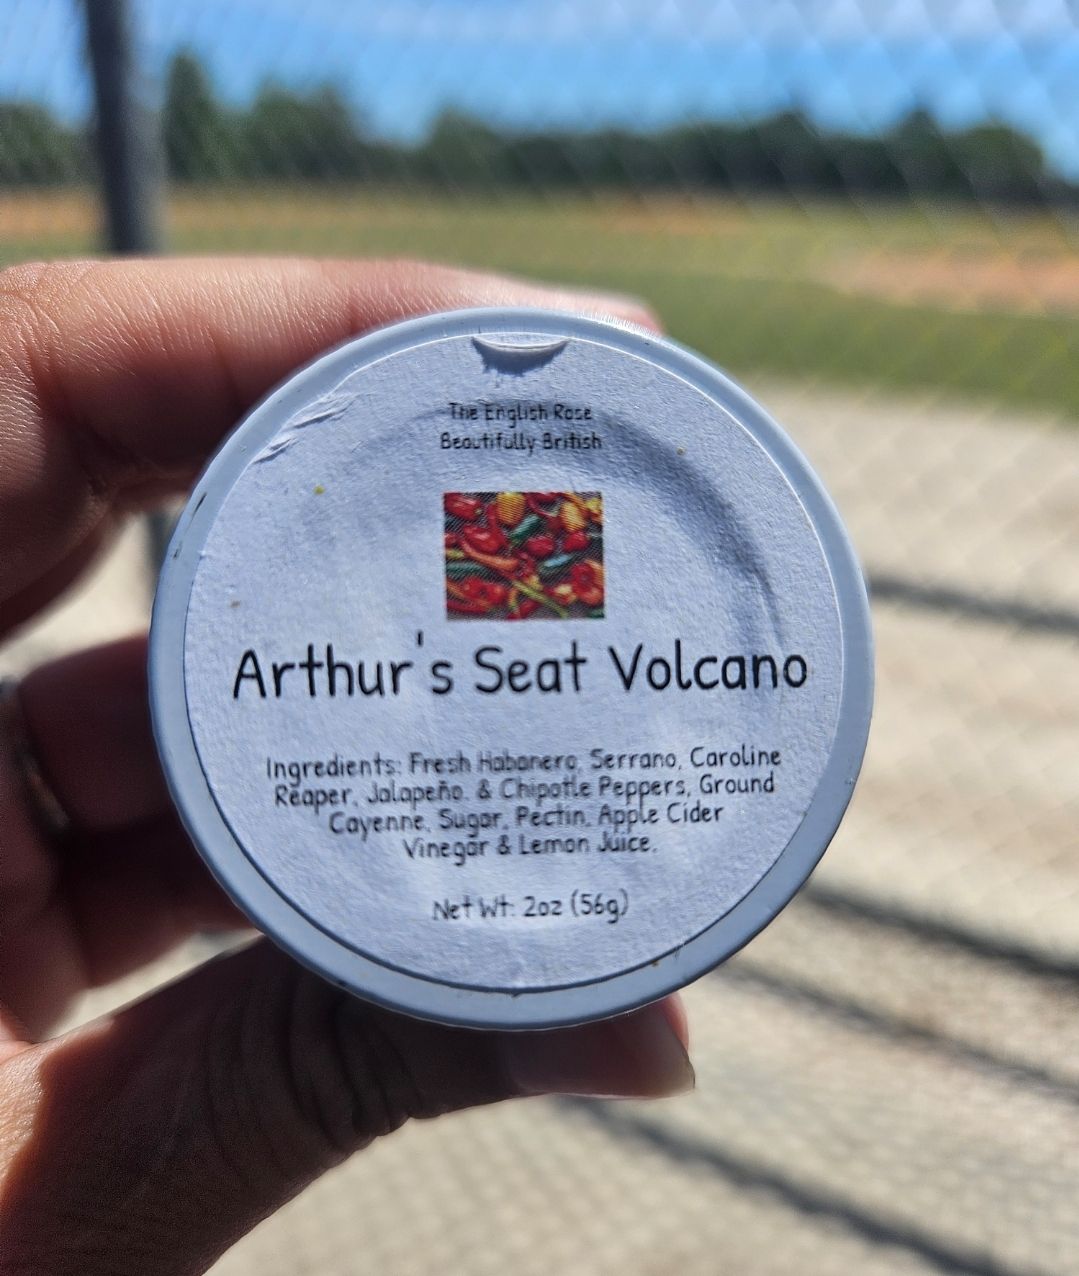 The English Rose
Beautifully British
Arthur's Seat Volcano
Ingredients: Fresh Habanero, Serrano, Caroline
Reaper, Jalapeño, & Chipotle Peppers, Ground
Cayenne, Sugar, Pectin, Apple Cider
Vinegar & Lemon Juice.
Net Wt: 2oz (56g)